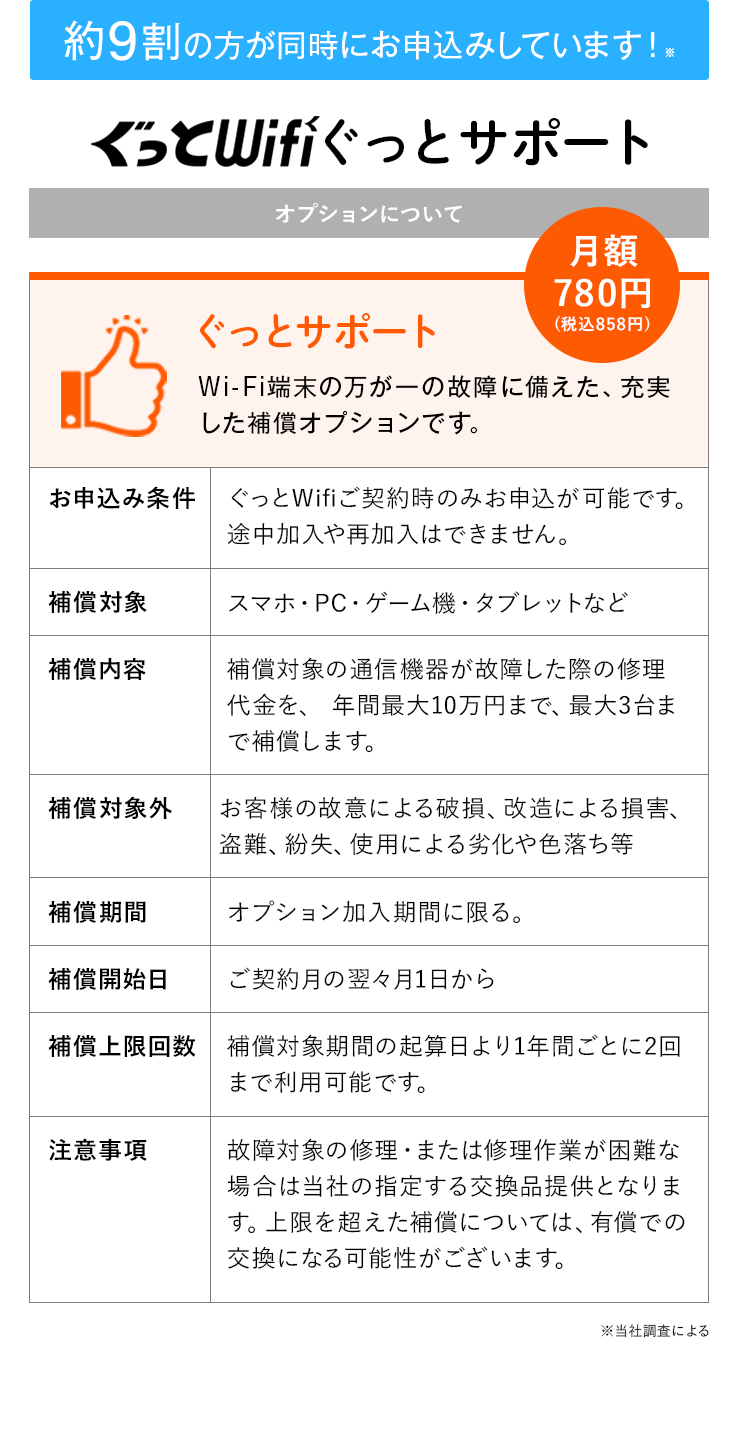 約9割の方が同時にお申込みしています！※
ぐっとWifiぐっとサポート
オプションについて
月額
780円
（税込858円）
ぐっとサポート
Wi-Fi端末の万が一の故障に備えた、充実
した補償オプションです。
お申込み条件
ぐっとWifiご契約時のみお申込が可能です。
途中加入や再加入はできません。
補償対象
スマホ・PC・ゲーム機・タブレットなど
補償内容
補償対象の通信機器が故障した際の修理
代金を、 年間最大10万円まで、最大3台ま
で補償します。
補償対象外
お客様の故意による破損、改造による損害、
盗難、紛失、使用による劣化や色落ち等
補償期間
オプション加入期間に限る。
補償開始日
ご契約月の翌々月1日から
補償上限回数
補償対象期間の起算日より1年間ごとに2回
まで利用可能です。
注意事項
故障対象の修理・または修理作業が困難な
場合は当社の指定する交換品提供となりま
す。上限を超えた補償については、有償での
交換になる可能性がございます。
※当社調査による